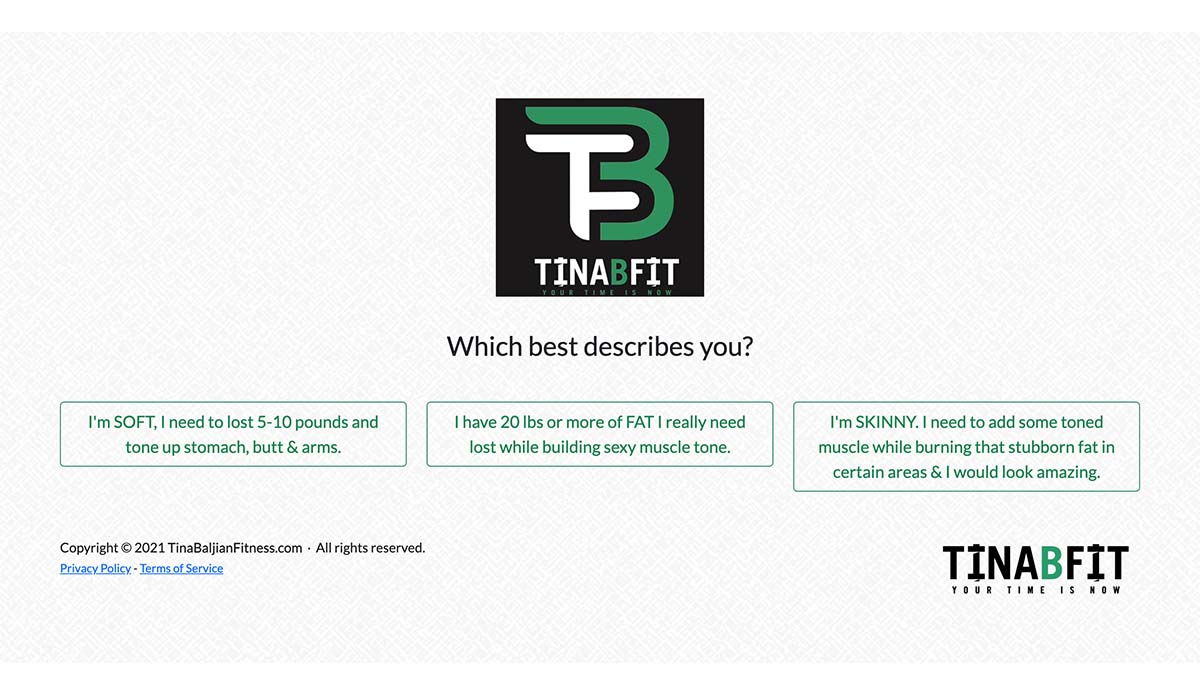 TINABFIT
YOUR TIME IS NOW
Which best describes you?
I'm SOFT, I need to lost 5-10 pounds and
tone up stomach, butt & arms.
I have 20 lbs or more of FAT I really need
lost while building sexy muscle tone.
I'm SKINNY. I need to add some toned
muscle while burning that stubborn fat in
certain areas & I would look amazing.
Copyright © 2021 TinaBaljianFitness.com · All rights reserved.
Privacy Policy - Terms of Service
TINABFIT
YOUR TIME IS NOW